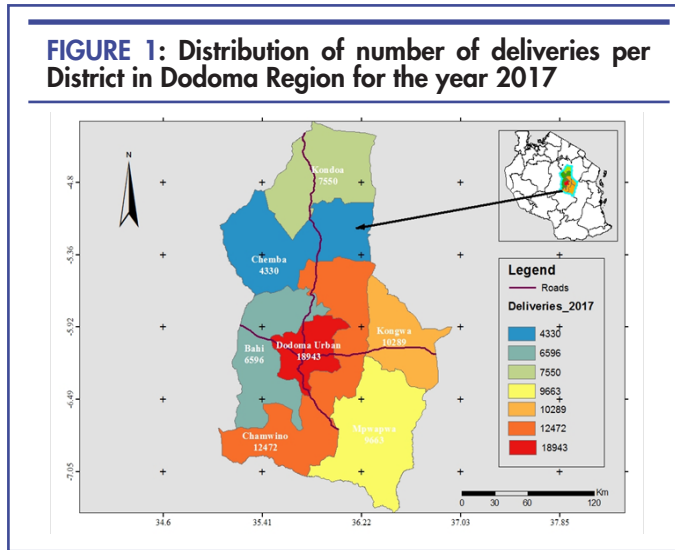 FIGURE 1: Distribution of number of deliveries per
District in Dodoma Region for the year 2017
N
Kondoa
7550
Chemba
4330
Bahi
6596
Dodoma Urban
18943
Kongwa
10289
Mpwapwa
9663
Chamwino
12472
-4.8
-5.36
-5.92
-6.49
-7.05
34.6
35.41
36.22
37.03
37.85
Legend
Roads
Deliveries_2017
4330
6596
7550
9663
10289
12472
18943
0 30 60 120
Km